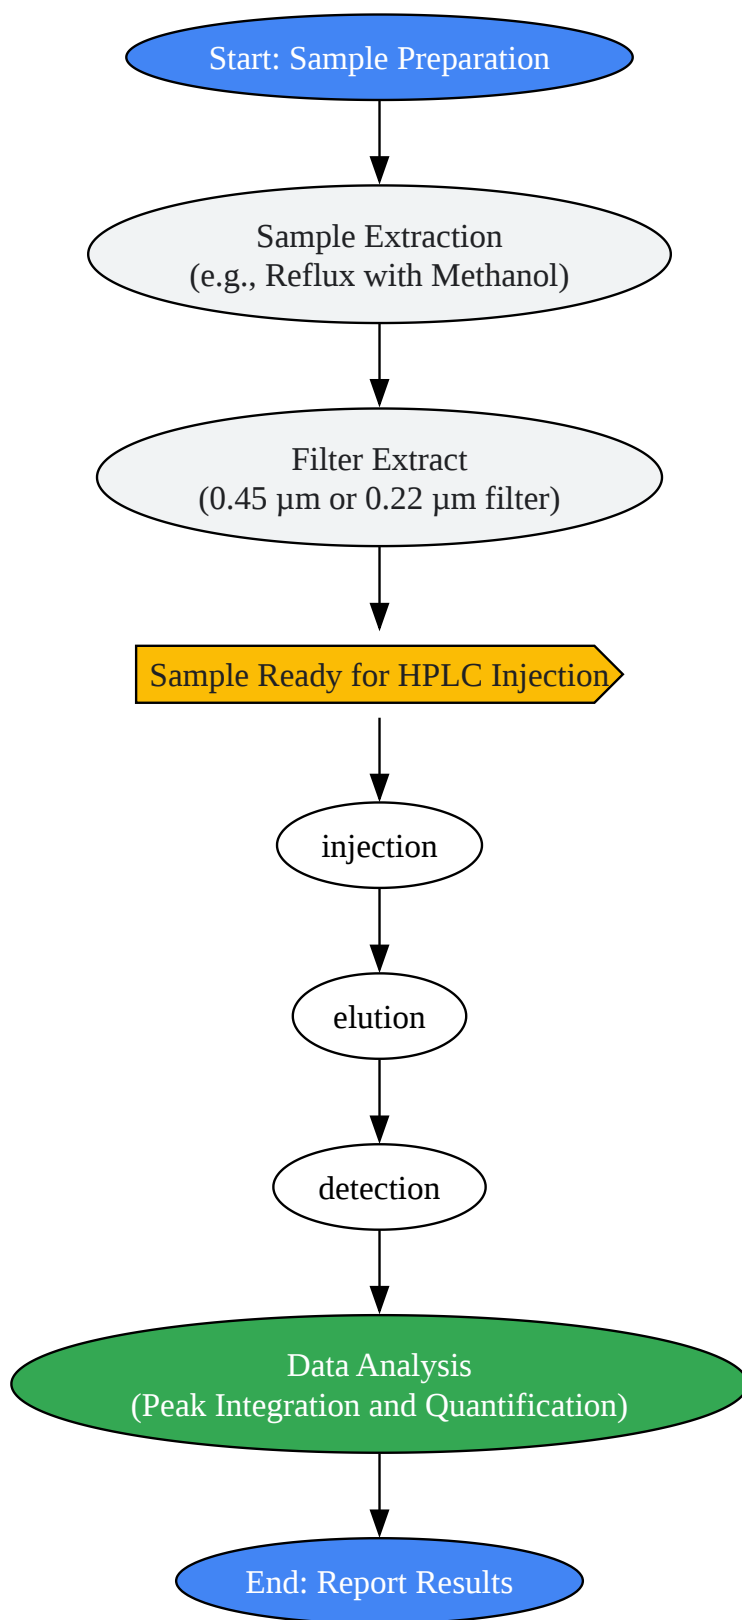 Start: Sample Preparation
Sample Extraction
(e.g., Reflux with Methanol)
Filter Extract
(0.45 µm or 0.22 µm filter)
Sample Ready for HPLC Injection
injection
elution
detection
Data Analysis
(Peak Integration and Quantification)
End: Report Results